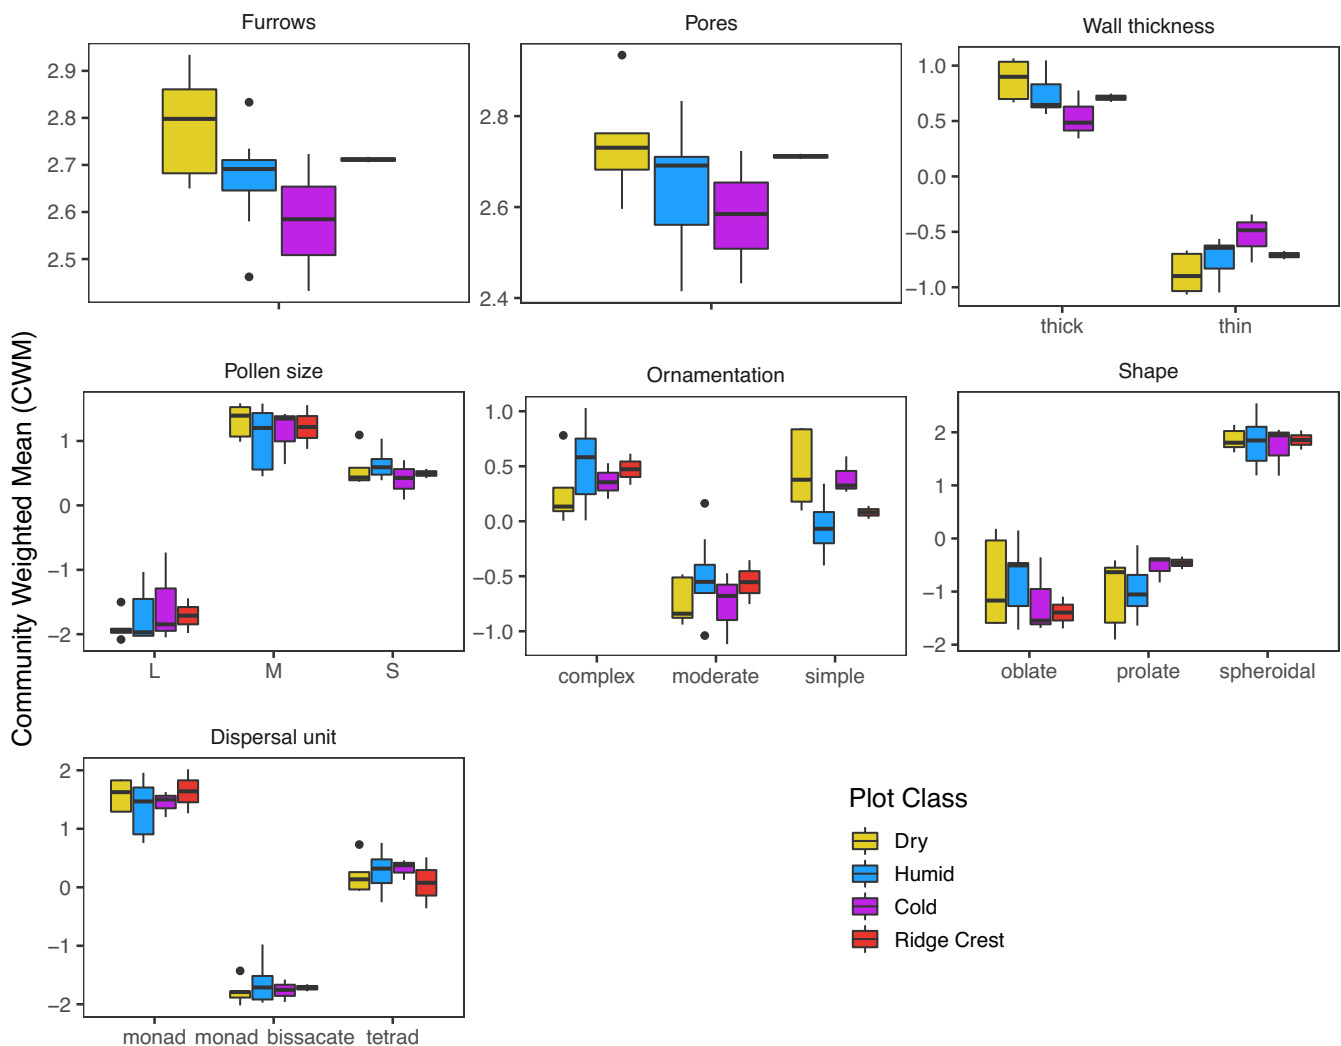 Furrows
Pores
Wall thickness
2.9
2.8
2.7
2.6
2.5
2.8
2.6
2.4
1.0
0.5
0.0
−0.5
−1.0
thick
thin
Community Weighted Mean (CWM)
Pollen size
Ornamentation
Shape
1
0
−1
−2
L
M
S
1.0
0.5
0.0
−0.5
−1.0
complex
moderate
simple
2
1
0
−1
−2
oblate
prolate
spheroidal
Dispersal unit
2
1
0
−1
−2
monad
monad bissacate
tetrad
Plot Class
Dry
Humid
Cold
Ridge Crest